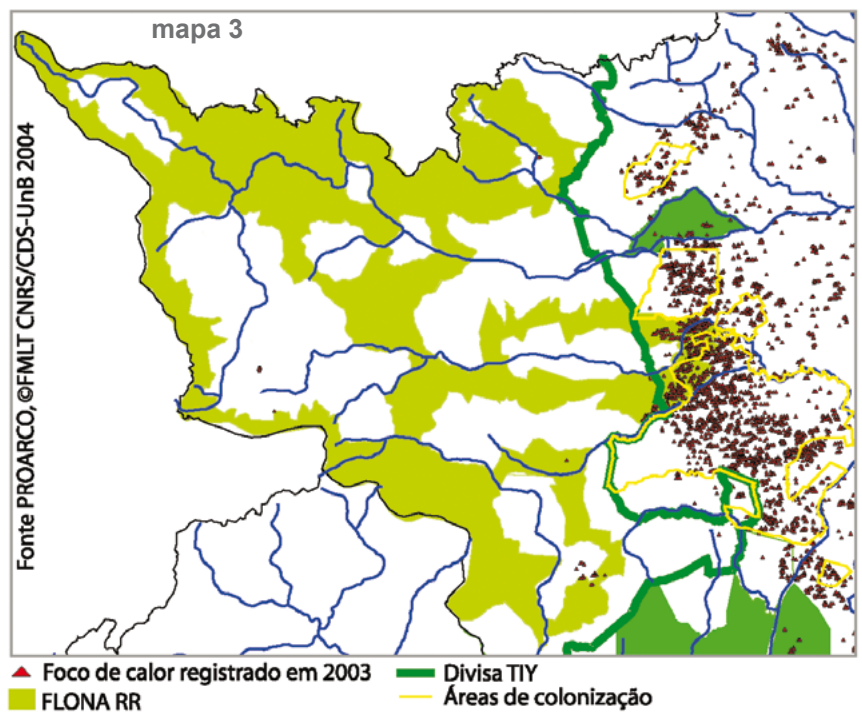 mapa 3
Fonte PROARCO, ©FMLT CNRS/CDS-UnB 2004
Foco de calor registrado em 2003
Divisa TIY
FLONA RR
Áreas de colonização